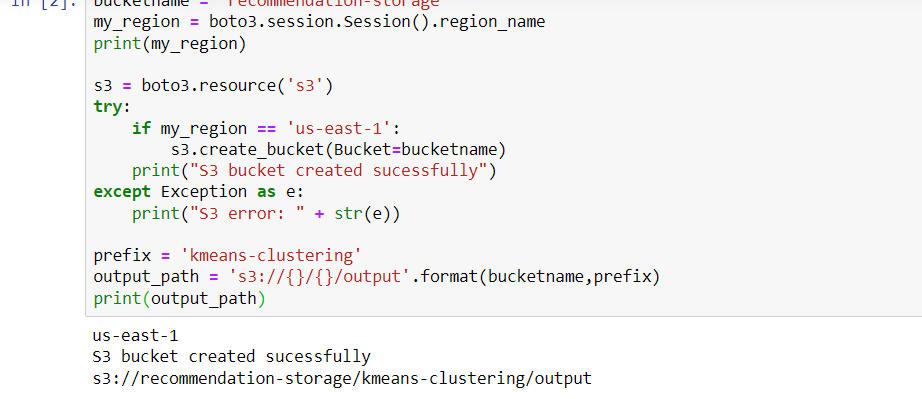 In [2]: bucketname = 'recommendation-storage'
my_region = boto3.session.Session().region_name
print(my_region)
s3 = boto3.resource('s3')
try:
    if my_region == 'us-east-1':
        s3.create_bucket(Bucket=bucketname)
    print("S3 bucket created sucessfully")
except Exception as e:
    print("S3 error: " + str(e))
prefix = 'kmeans-clustering'
output_path = 's3://{}/{}/output'.format(bucketname,prefix)
print(output_path)
us-east-1
S3 bucket created sucessfully
s3://recommendation-storage/kmeans-clustering/output